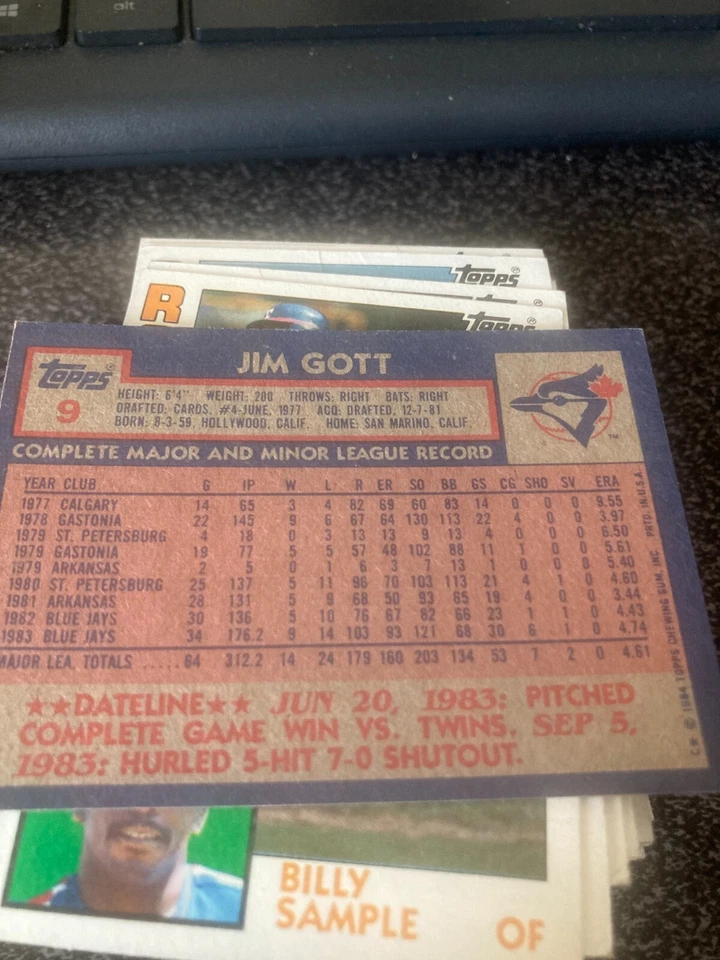 alt
Topps
Topps
R
JIM GOTT
Topps
9
HEIGHT: 6'4" WEIGHT: 200 THROWS: RIGHT BATS: RIGHT
DRAFTED: CARDS, #4-JUNE, 1977 ACQ: DRAFTED, 12-7-81
BORN: 8-3-59, HOLLYWOOD, CALIF. HOME: SAN MARINO, CALIF.
TM
COMPLETE MAJOR AND MINOR LEAGUE RECORD
YEAR CLUB G IP W L R ER SO BB GS CG SHO SV ERA
1977 CALGARY 14 65 3 4 82 69 60 83 14 0 0 0 9.55
1978 GASTONIA 22 145 9 6 67 64 130 113 22 4 0 0 3.97
1979 ST. PETERSBURG 4 18 0 3 13 13 9 13 4 0 0 0 6.50
1979 GASTONIA 19 77 5 5 57 48 102 88 11 1 0 0 5.61
1979 ARKANSAS 2 5 0 1 6 3 7 13 1 0 0 0 5.40
1980 ST. PETERSBURG 25 137 5 11 96 70 103 113 21 4 1 0 4.60
1981 ARKANSAS 28 131 5 9 68 50 93 65 19 4 0 0 3.44
1982 BLUE JAYS 30 136 5 10 76 67 82 66 23 1 1 0 4.43
1983 BLUE JAYS 34 176.2 9 14 103 93 121 68 30 6 1 0 4.74
MAJOR LEA. TOTALS ..... 64 312.2 14 24 179 160 203 134 53 7 2 0 4.61
★★DATELINE★★ JUN 20, 1983: PITCHED
COMPLETE GAME WIN VS. TWINS. SEP 5,
1983: HURLED 5-HIT 7-0 SHUTOUT.
C* © 1984 TOPPS CHEWING GUM, INC. PRTD. IN U.S.A.
BILLY
SAMPLE OF